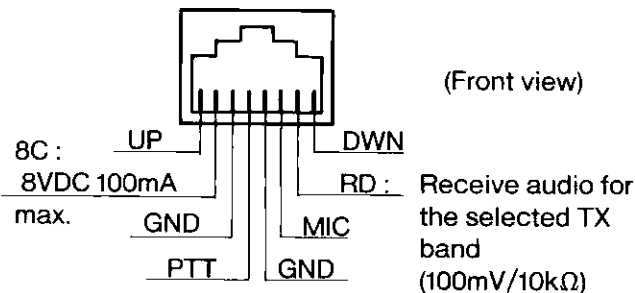 (Front view)
UP
DWN
8C :
8VDC 100mA
max.
RD :
Receive audio for
the selected TX
band
(100mV/10kΩ)
GND
MIC
PTT
GND